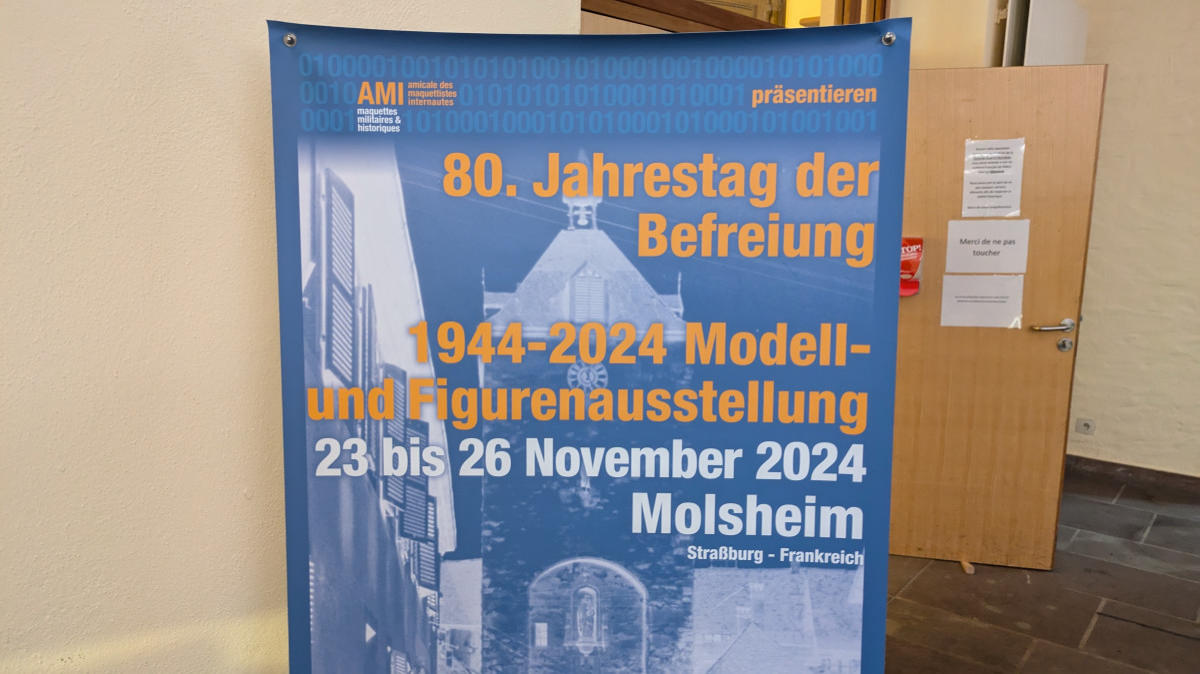 AMI
amicale des
maquettistes
internautes
maquettes
militaires &
historiques
präsentieren
80. Jahrestag der
Befreiung
1944-2024 Modell-
und Figurenausstellung
23 bis 26 November 2024
Molsheim
Straßburg - Frankreich
Merci de ne pas
toucher